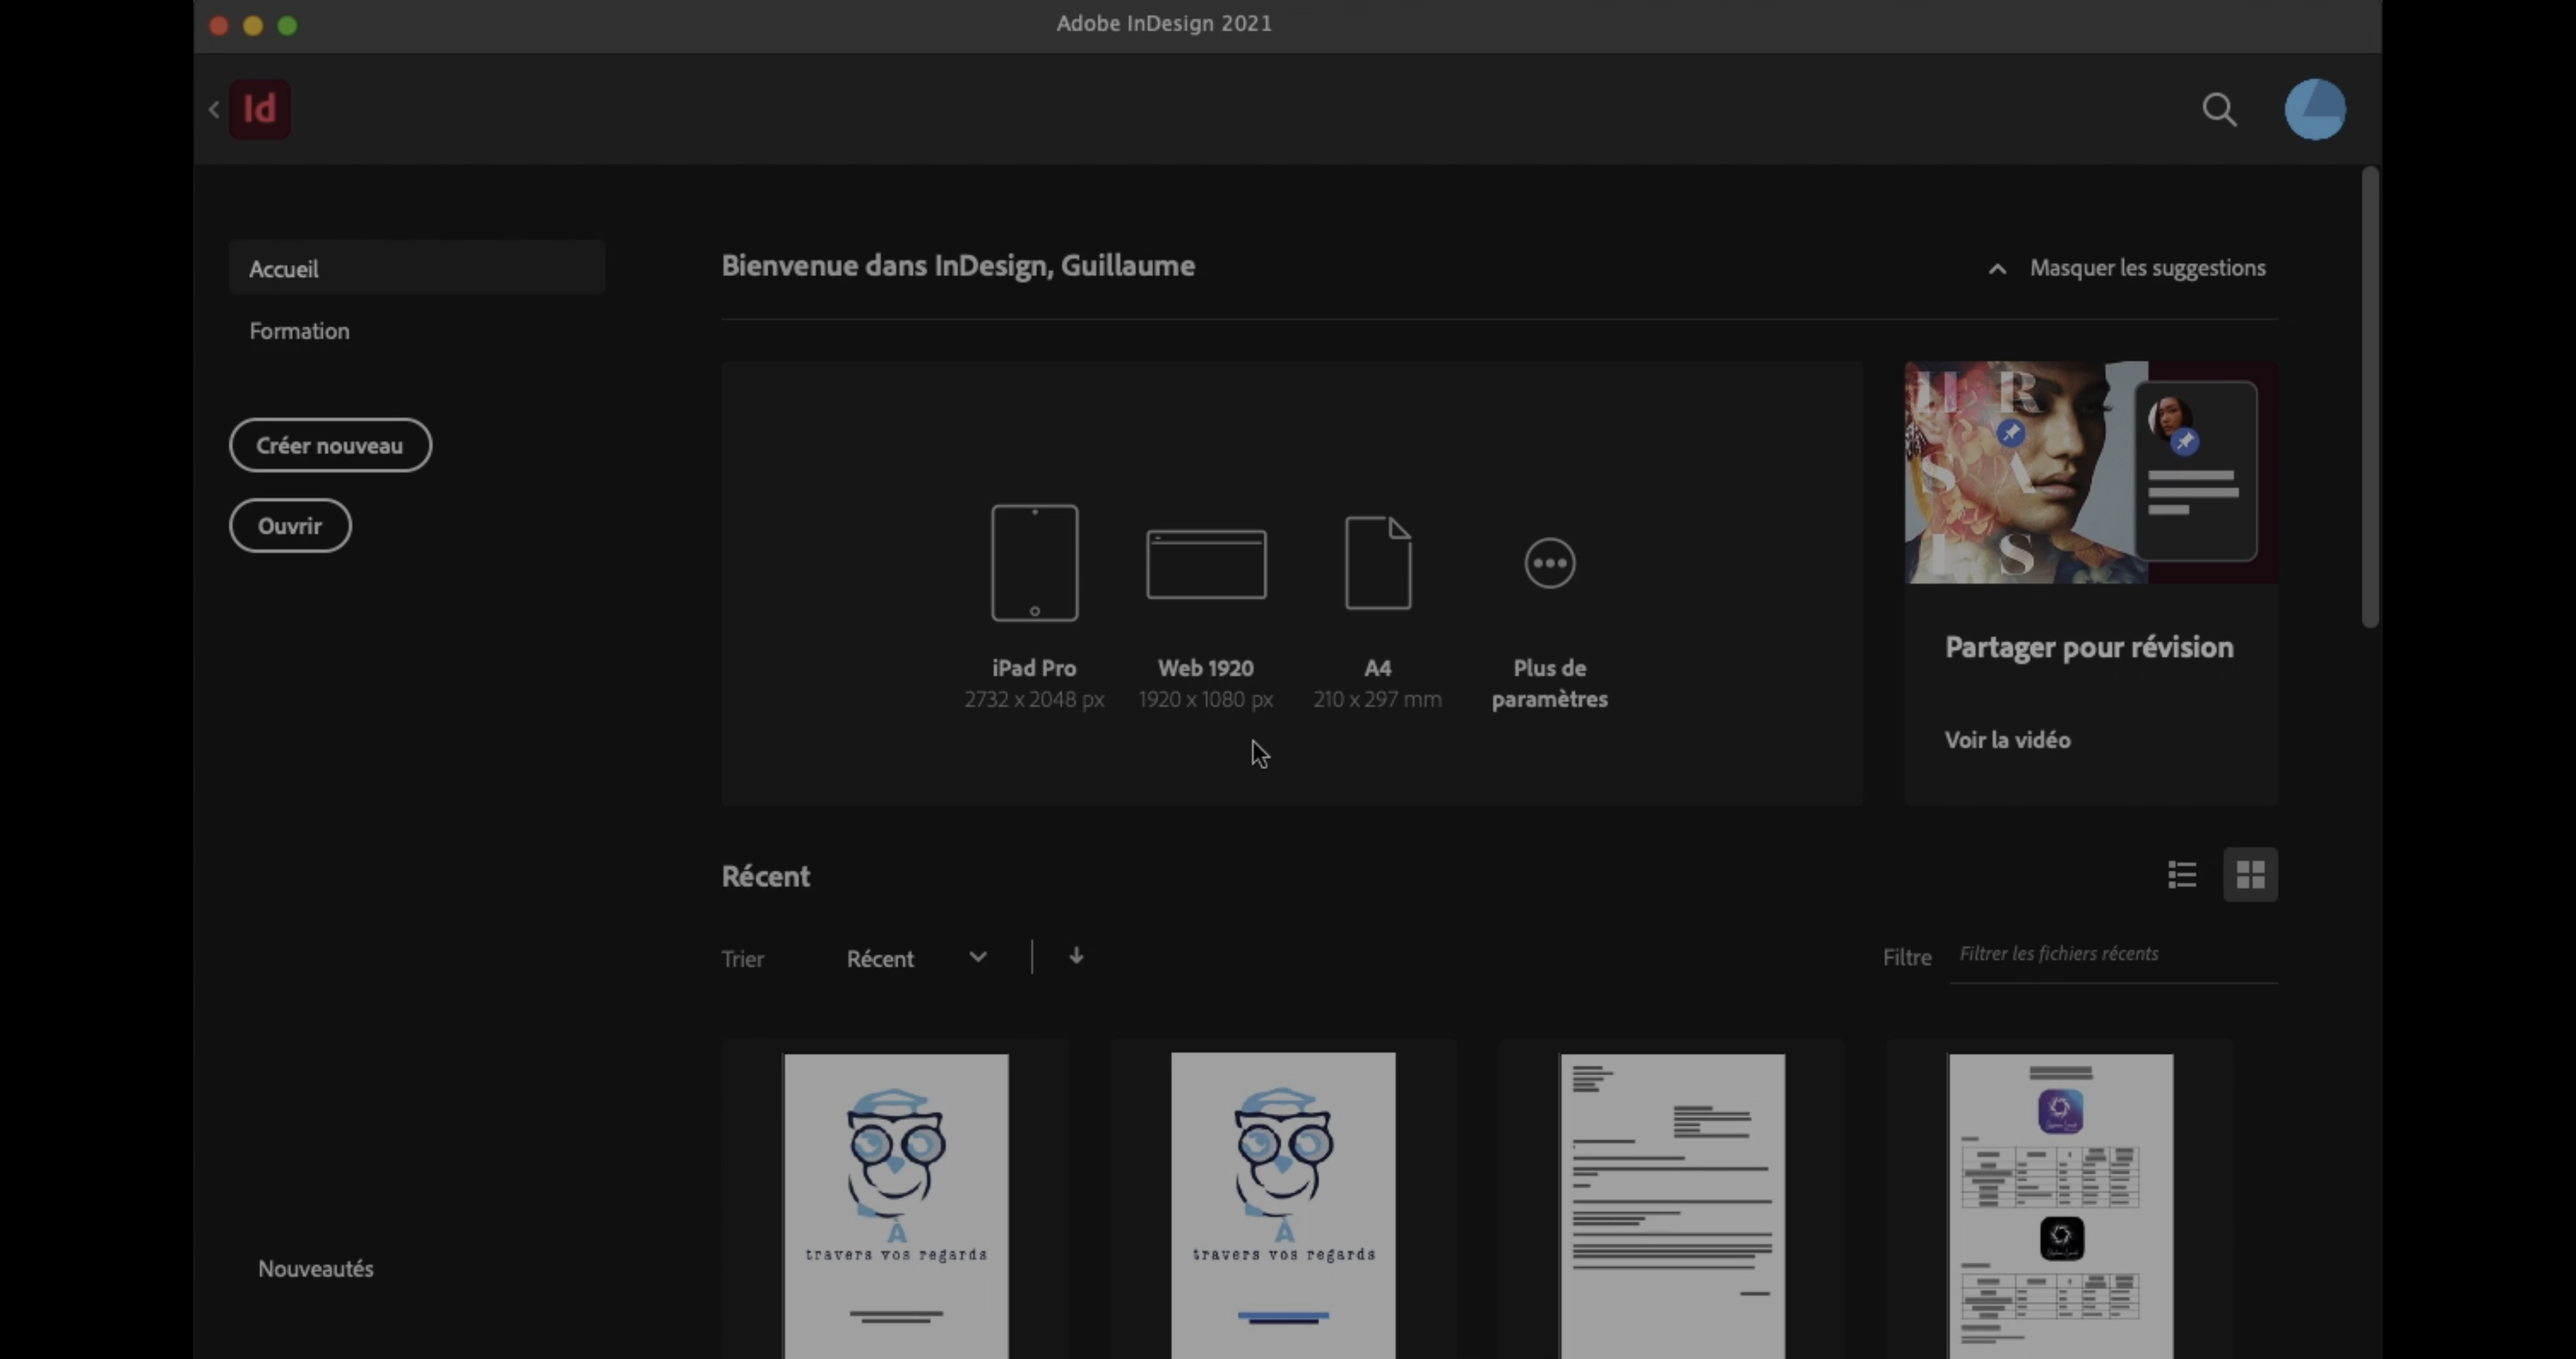 Adobe InDesign 2021
Id
Accueil
Formation
Créer nouveau
Ouvrir
Nouveautés
Bienvenue dans InDesign, Guillaume
Masquer les suggestions
iPad Pro
2732 x 2048 px
Web 1920
1920 x 1080 px
A4
210 x 297 mm
Plus de
paramètres
R
S A
I S
Partager pour révision
Voir la vidéo
Récent
Trier
Récent
Filtre
Filtrer les fichiers récents
À
travers vos regards
À
travers vos regards